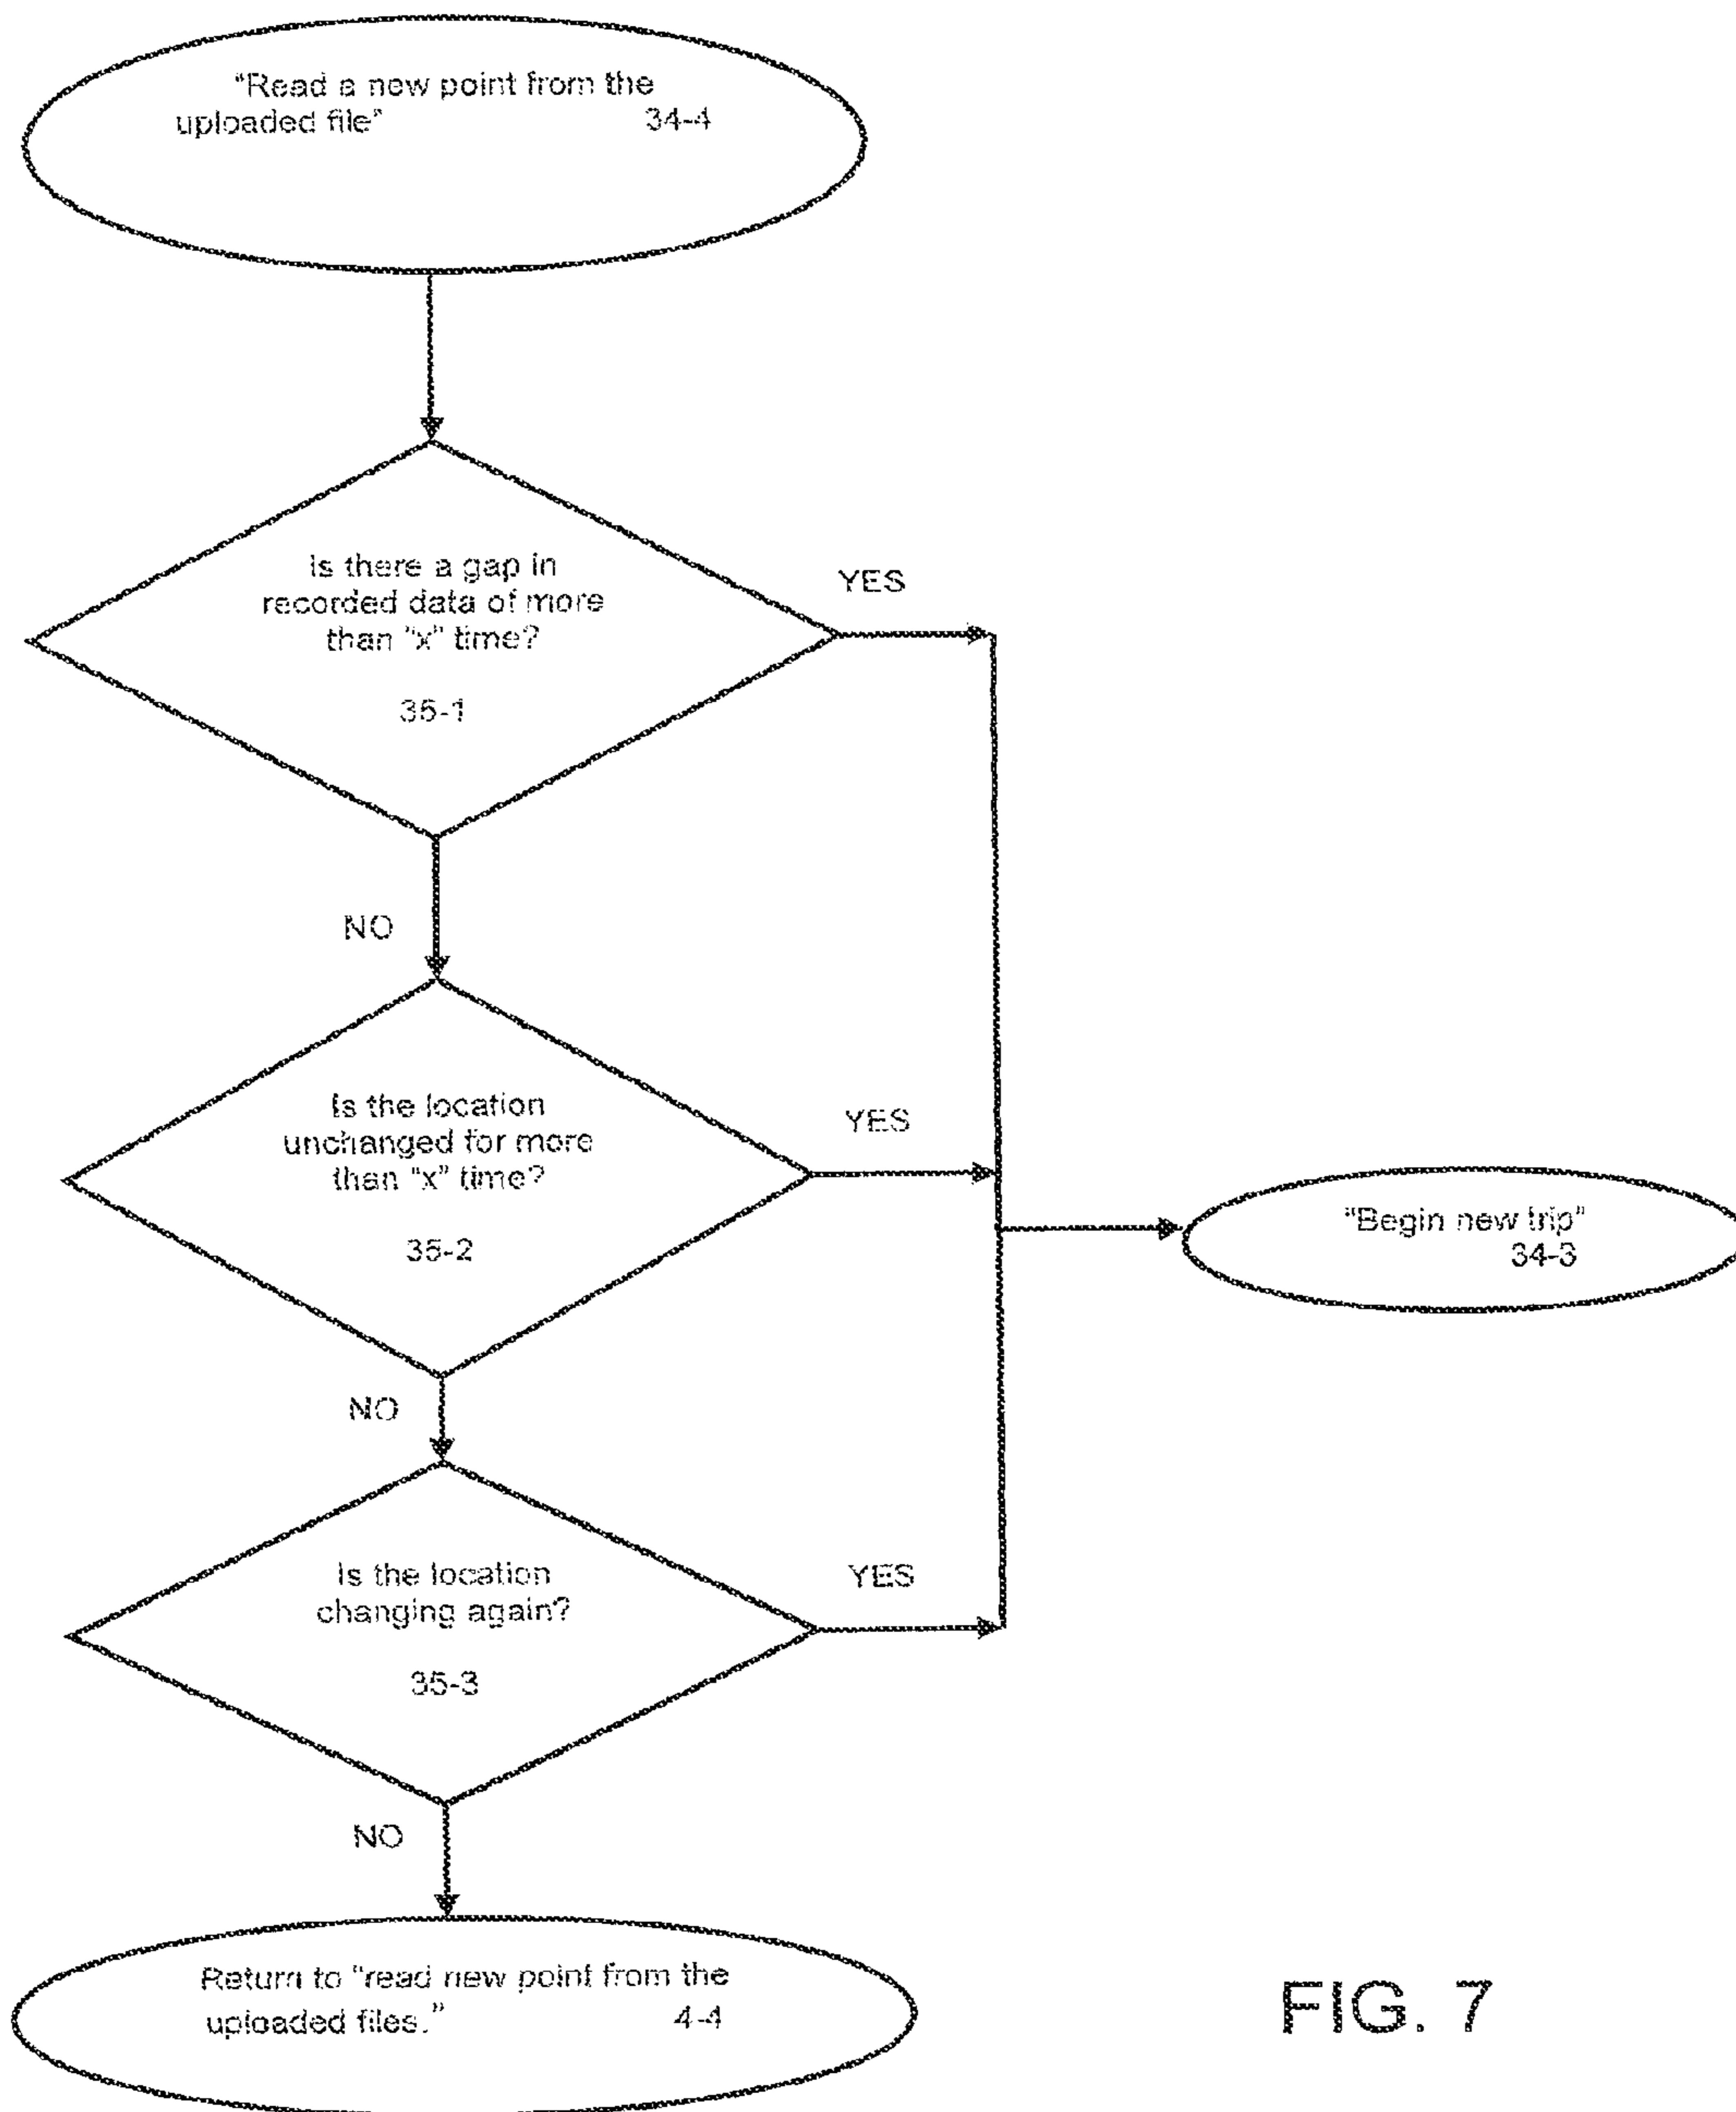 "Read a new point from the
uploaded file" 34-4
Is there a gap in
recorded data of more
than "x" time?
35-1
YES
NO
Is the location
unchanged for more
than "x" time?
35-2
YES
"Begin new trip"
34-3
NO
Is the location
changing again?
35-3
YES
NO
Return to "read new point from the
uploaded files." 4-4
FIG. 7